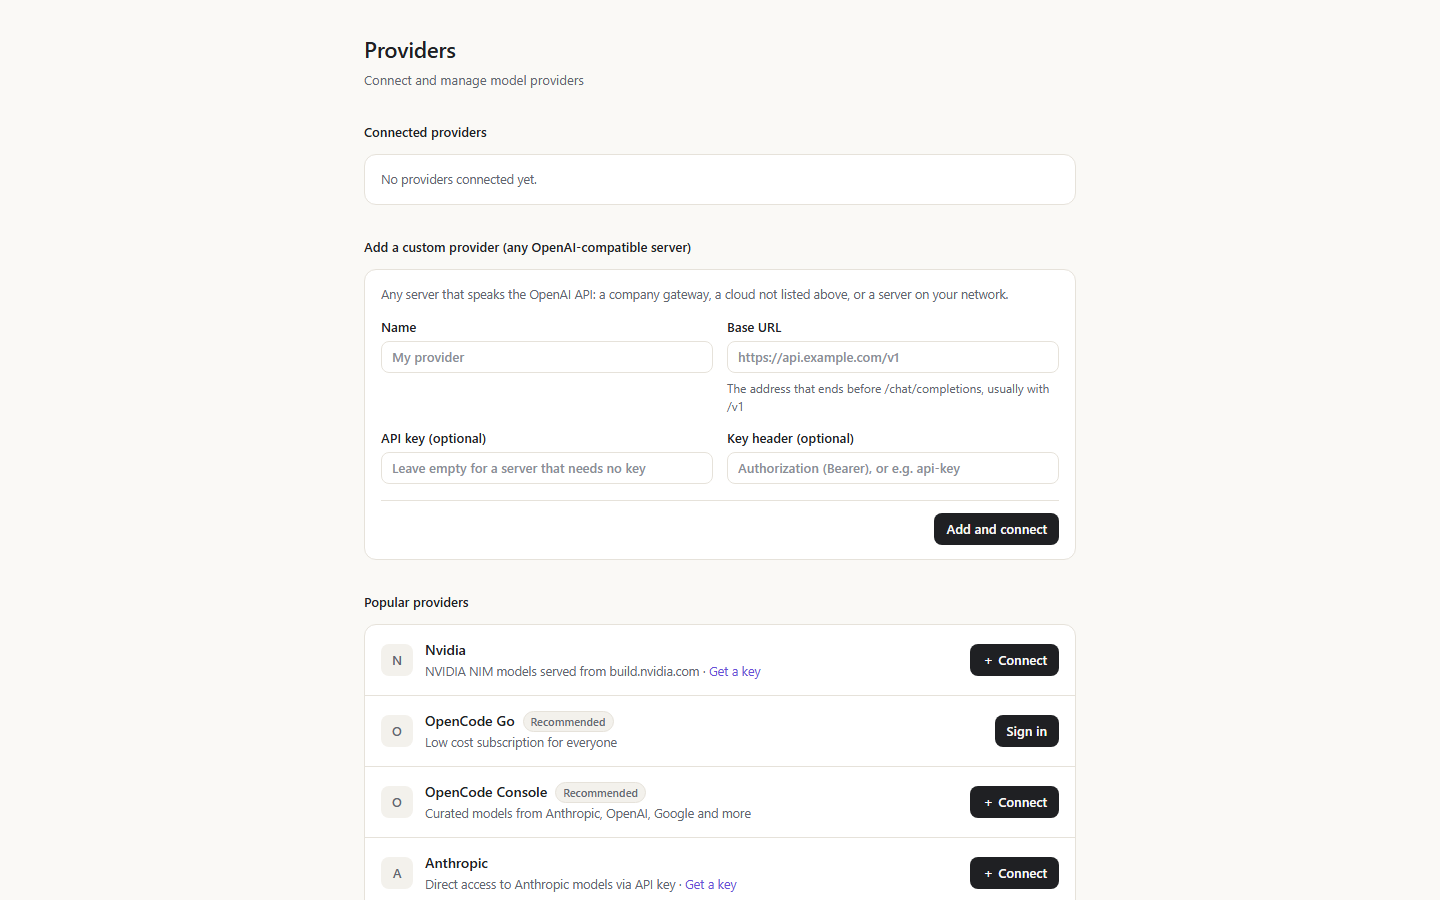 Providers
Connect and manage model providers
Connected providers
No providers connected yet.
Add a custom provider (any OpenAI-compatible server)
Any server that speaks the OpenAI API: a company gateway, a cloud not listed above, or a server on your network.
Name
Base URL
My provider
https://api.example.com/v1
The address that ends before /chat/completions, usually with
/v1
API key (optional)
Key header (optional)
Leave empty for a server that needs no key
Authorization (Bearer), or e.g. api-key
Add and connect
Popular providers
N
Nvidia
NVIDIA NIM models served from build.nvidia.com · Get a key
+ Connect
O
OpenCode Go Recommended
Low cost subscription for everyone
Sign in
O
OpenCode Console Recommended
Curated models from Anthropic, OpenAI, Google and more
+ Connect
A
Anthropic
Direct access to Anthropic models via API key · Get a key
+ Connect